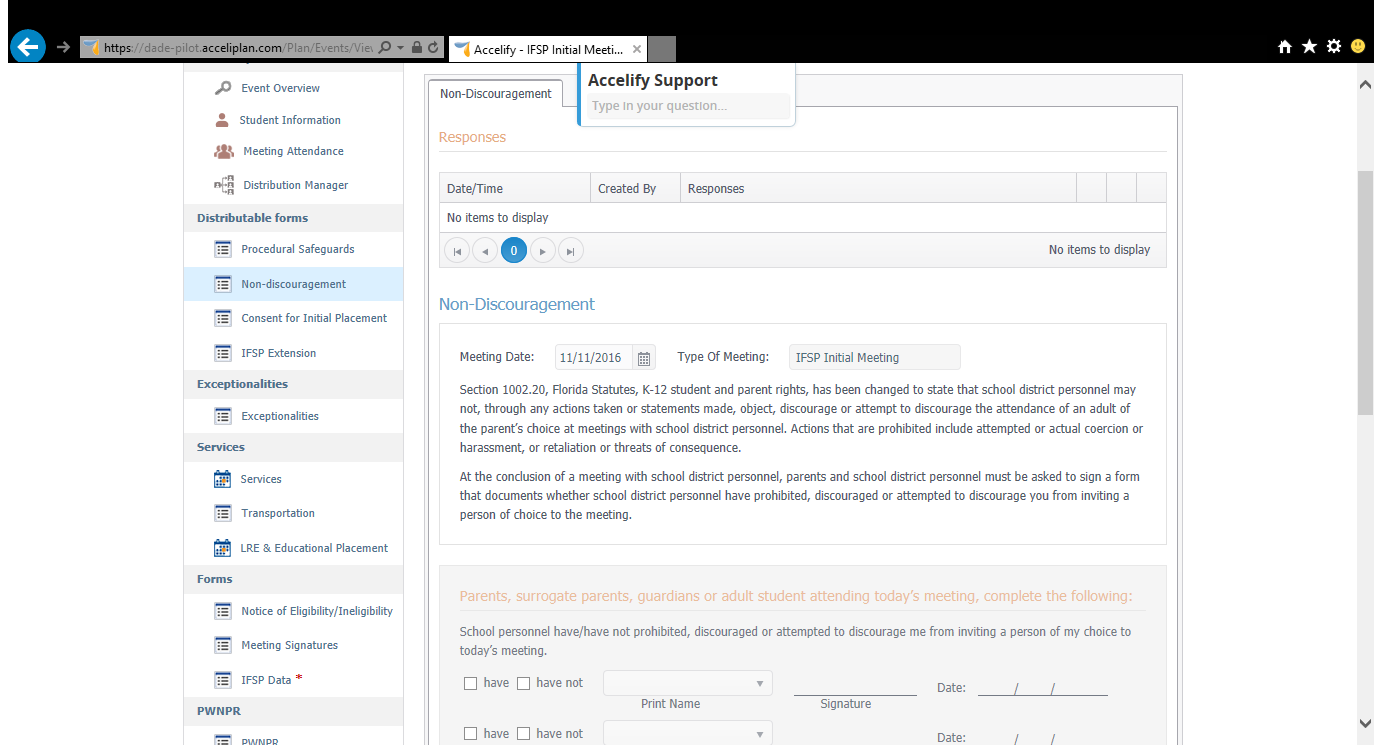 https://dade-pilot.acceliplan.com/Plan/Events/Viev
Accelify - IFSP Initial Meeti...
Event Overview
Student Information
Meeting Attendance
Distribution Manager
Distributable forms
Procedural Safeguards
Non-discouragement
Consent for Initial Placement
IFSP Extension
Exceptionalities
Exceptionalities
Services
Services
Transportation
LRE & Educational Placement
Forms
Notice of Eligibility/Ineligibility
Meeting Signatures
IFSP Data *
PWNPR
PWNPR
Accelify Support
Type in your question...
Non-Discouragement
Responses
Date/Time Created By Responses
No items to display
0 No items to display
Non-Discouragement
Meeting Date: 11/11/2016 Type Of Meeting: IFSP Initial Meeting
Section 1002.20, Florida Statutes, K-12 student and parent rights, has been changed to state that school district personnel may
not, through any actions taken or statements made, object, discourage or attempt to discourage the attendance of an adult of
the parent's choice at meetings with school district personnel. Actions that are prohibited include attempted or actual coercion or
harassment, or retaliation or threats of consequence.
At the conclusion of a meeting with school district personnel, parents and school district personnel must be asked to sign a form
that documents whether school district personnel have prohibited, discouraged or attempted to discourage you from inviting a
person of choice to the meeting.
Parents, surrogate parents, guardians or adult student attending today's meeting, complete the following:
School personnel have/have not prohibited, discouraged or attempted to discourage me from inviting a person of my choice to
today's meeting.
have have not Date: / /
Print Name Signature
have have not Date: / /